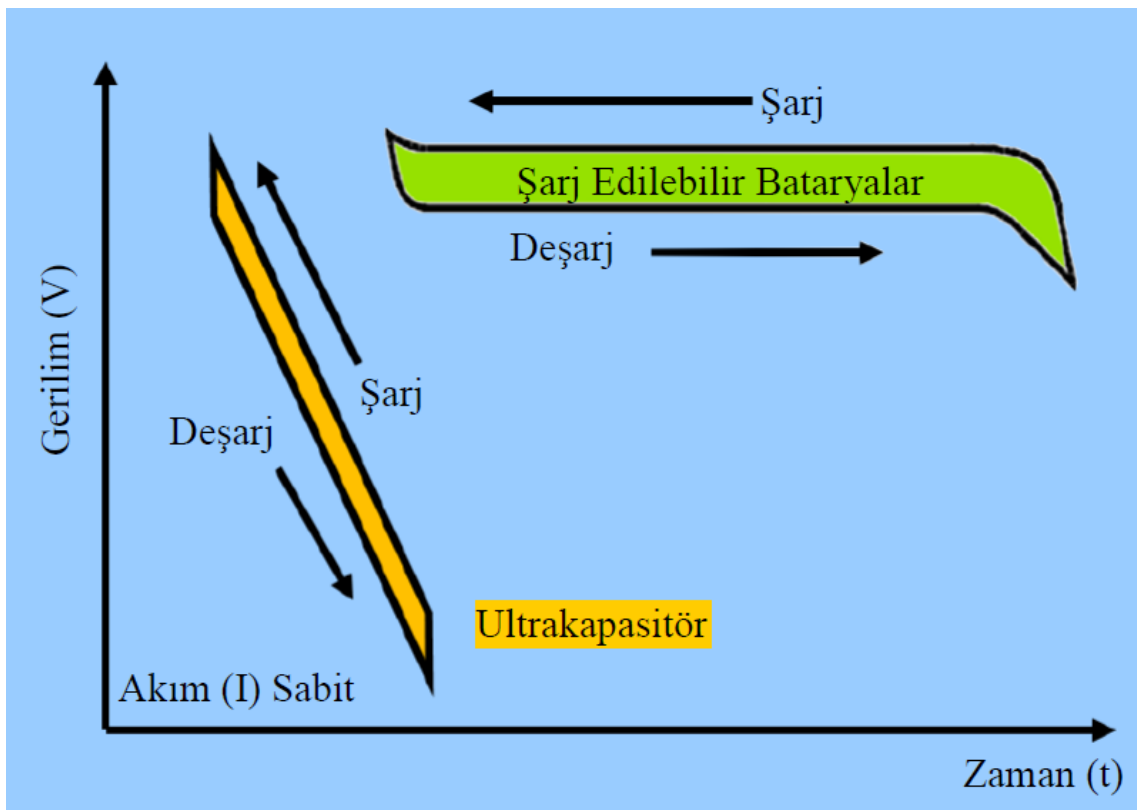 Şarj
Şarj Edilebilir Bataryalar
Deşarj
Gerilim (V)
Şarj
Deşarj
Ultrakapasitör
Akım (I) Sabit
Zaman (t)